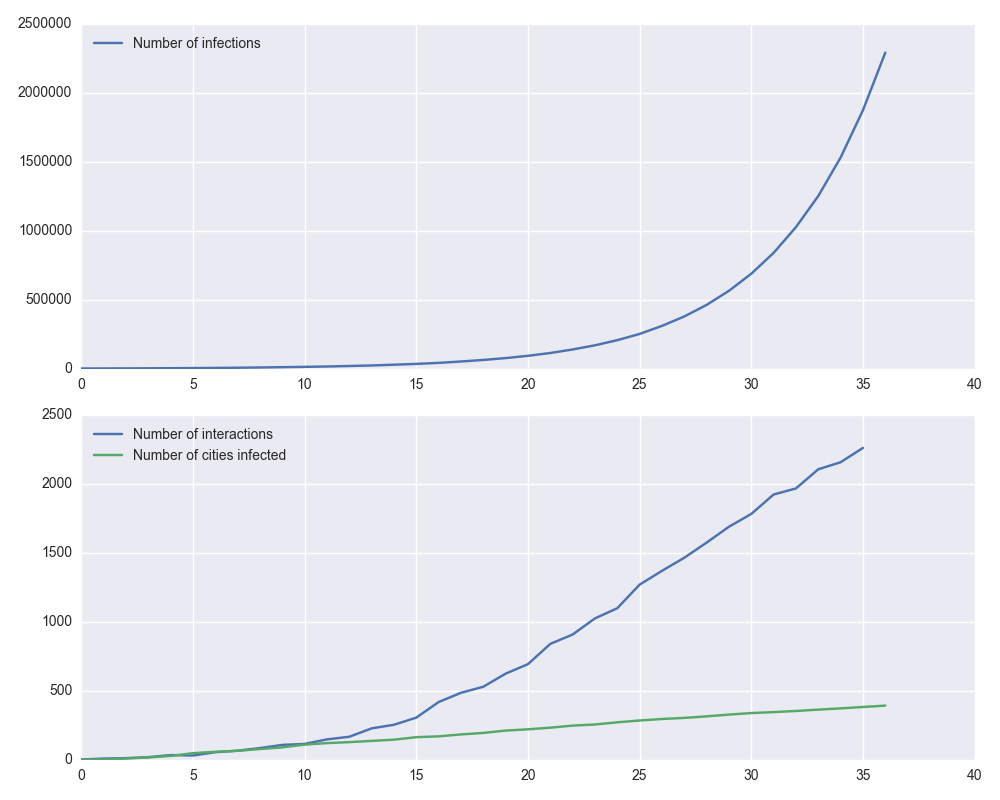 2500000
Number of infections
2000000
1500000
1000000
500000
0
0 5 10 15 20 25 30 35 40
2500
Number of interactions
Number of cities infected
2000
1500
1000
500
0
0 5 10 15 20 25 30 35 40